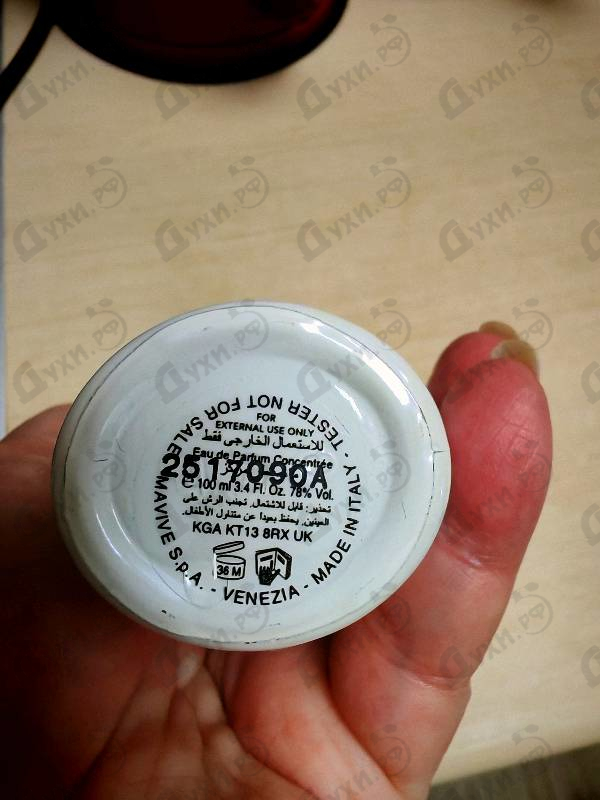 TESTER NOT FOR SALE
MAVIVE S.p.A. - VENEZIA - MADE IN ITALY -
FOR
EXTERNAL USE ONLY
للاستعمال الخارجي فقط
Eau de Parfum Concentrée
2517090A
100 ml 3.4 Fl. Oz. 78% Vol.
تحذير: قابل للاشتعال, تجنب الرش على
العينين, يحفظ بعيداً عن متناول الأطفال.
KGA KT13 8RX UK
36 M
Духи.рф